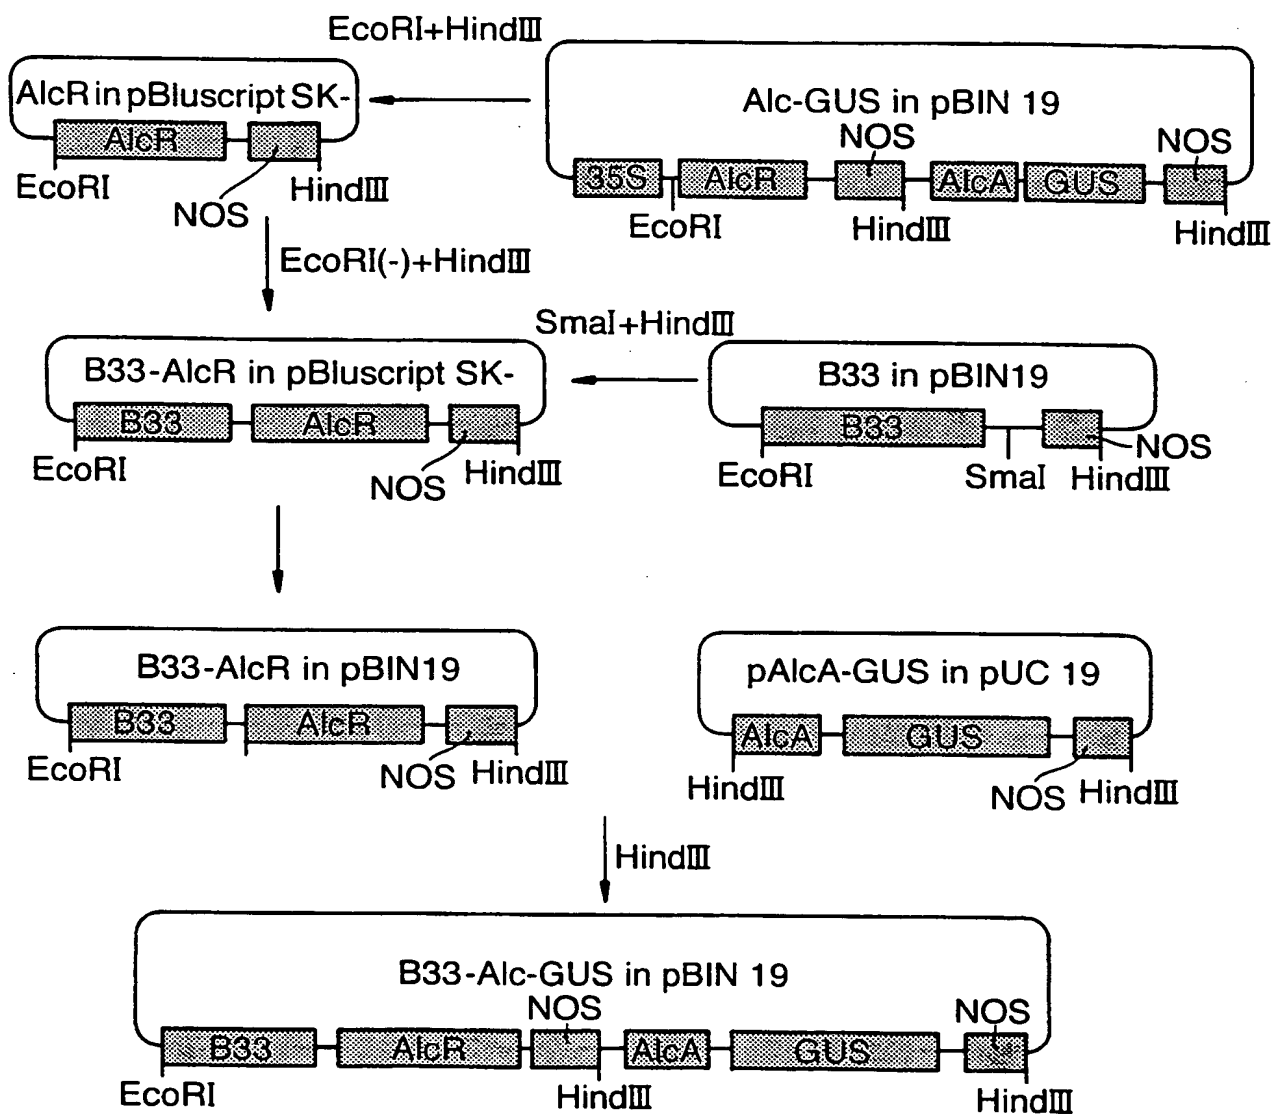 EcoRI+HindIII
AlcR in pBluscript SK-
AlcR
EcoRI
HindIII
NOS
Alc-GUS in pBIN 19
NOS
NOS
35S
AlcR
AlcA
GUS
EcoRI
HindIII
HindIII
EcoRI(-)+HindIII
SmaI+HindIII
B33-AlcR in pBluscript SK-
B33
AlcR
EcoRI
NOS
HindIII
B33 in pBIN19
B33
NOS
EcoRI
SmaI
HindIII
B33-AlcR in pBIN19
B33
AlcR
EcoRI
NOS
HindIII
pAlcA-GUS in pUC 19
AlcA
GUS
HindIII
NOS
HindIII
HindIII
B33-Alc-GUS in pBIN 19
NOS
NOS
B33
AlcR
AlcA
GUS
EcoRI
HindIII
HindIII